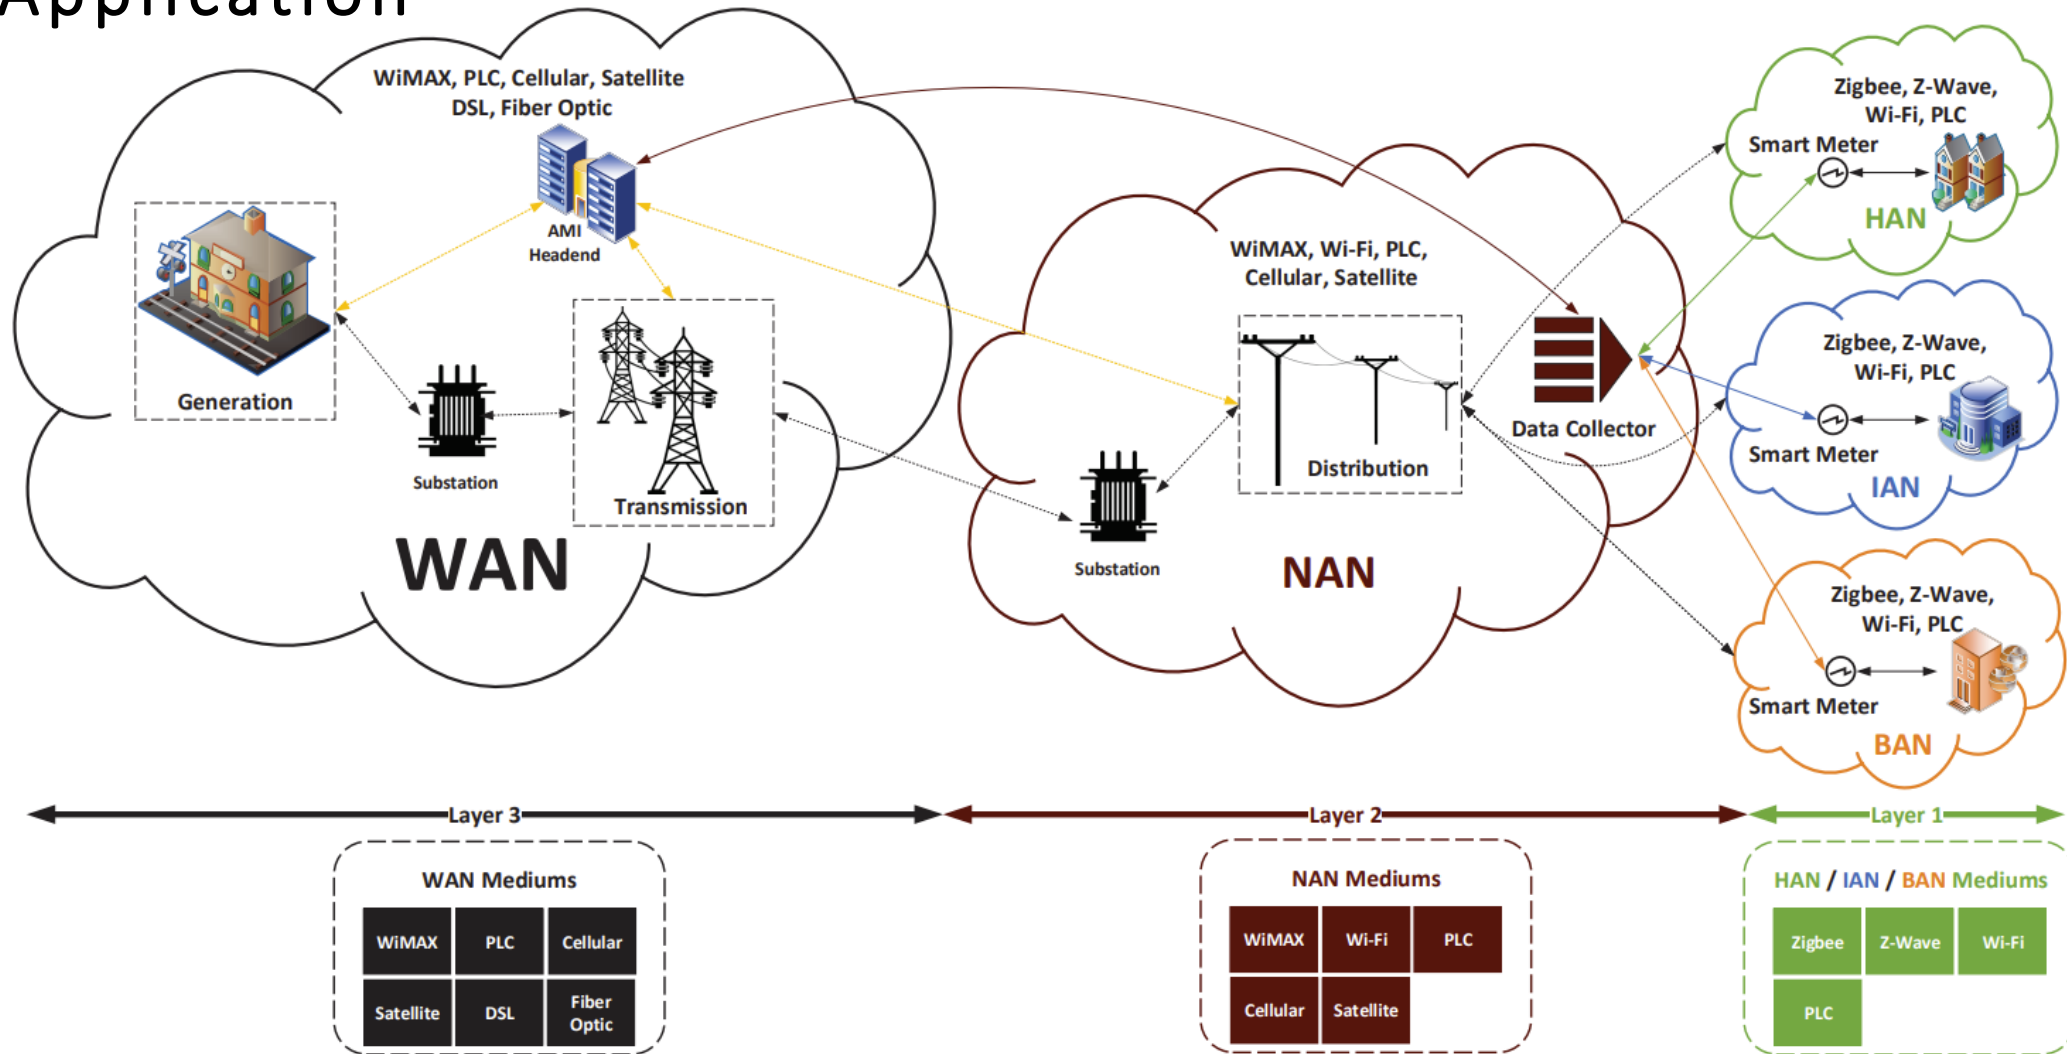 Application
WiMAX, PLC, Cellular, Satellite
DSL, Fiber Optic
AMI
Headend
Generation
Substation
Transmission
WAN
WiMAX, Wi-Fi, PLC,
Cellular, Satellite
Distribution
Data Collector
Substation
NAN
Zigbee, Z-Wave,
Wi-Fi, PLC
Smart Meter
HAN
Zigbee, Z-Wave,
Wi-Fi, PLC
Smart Meter
IAN
Zigbee, Z-Wave,
Wi-Fi, PLC
Smart Meter
BAN
Layer 3
Layer 2
Layer 1
WAN Mediums
WiMAX
PLC
Cellular
Satellite
DSL
Fiber
Optic
NAN Mediums
WiMAX
Wi-Fi
PLC
Cellular
Satellite
HAN / IAN / BAN Mediums
Zigbee
Z-Wave
Wi-Fi
PLC